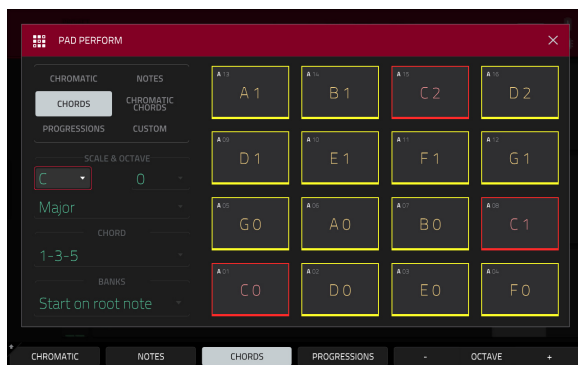 PAD PERFORM
CHROMATIC NOTES
CHORDS CHROMATIC CHORDS
PROGRESSIONS CUSTOM
SCALE & OCTAVE
C 0
Major
CHORD
1-3-5
BANKS
Start on root note
A 13 A 14 A 15 A 16
A 1 B 1 C 2 D 2
A 09 A 10 A 11 A 12
D 1 E 1 F 1 G 1
A 05 A 06 A 07 A 08
G 0 A 0 B 0 C 1
A 01 A 02 A 03 A 04
C 0 D 0 E 0 F 0
CHROMATIC NOTES CHORDS PROGRESSIONS - OCTAVE +